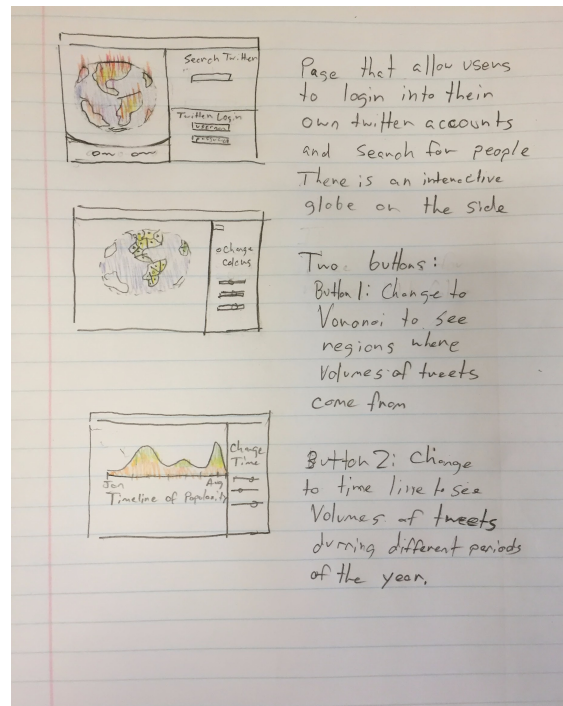 Search Twitter
Twitter Login
username
password
Page that allow users
to login into their
own twitter accounts
and search for people
There is an interactive
globe on the side
Change
Colors
Two buttons:
Button 1: Change to
Voronoi to see
regions where
Volumes of tweets
come from
Change
Time
Jan
Aug
Timeline of Popularity
Button 2: Change
to time line to see
Volumes of tweets
durring different periods
of the year.